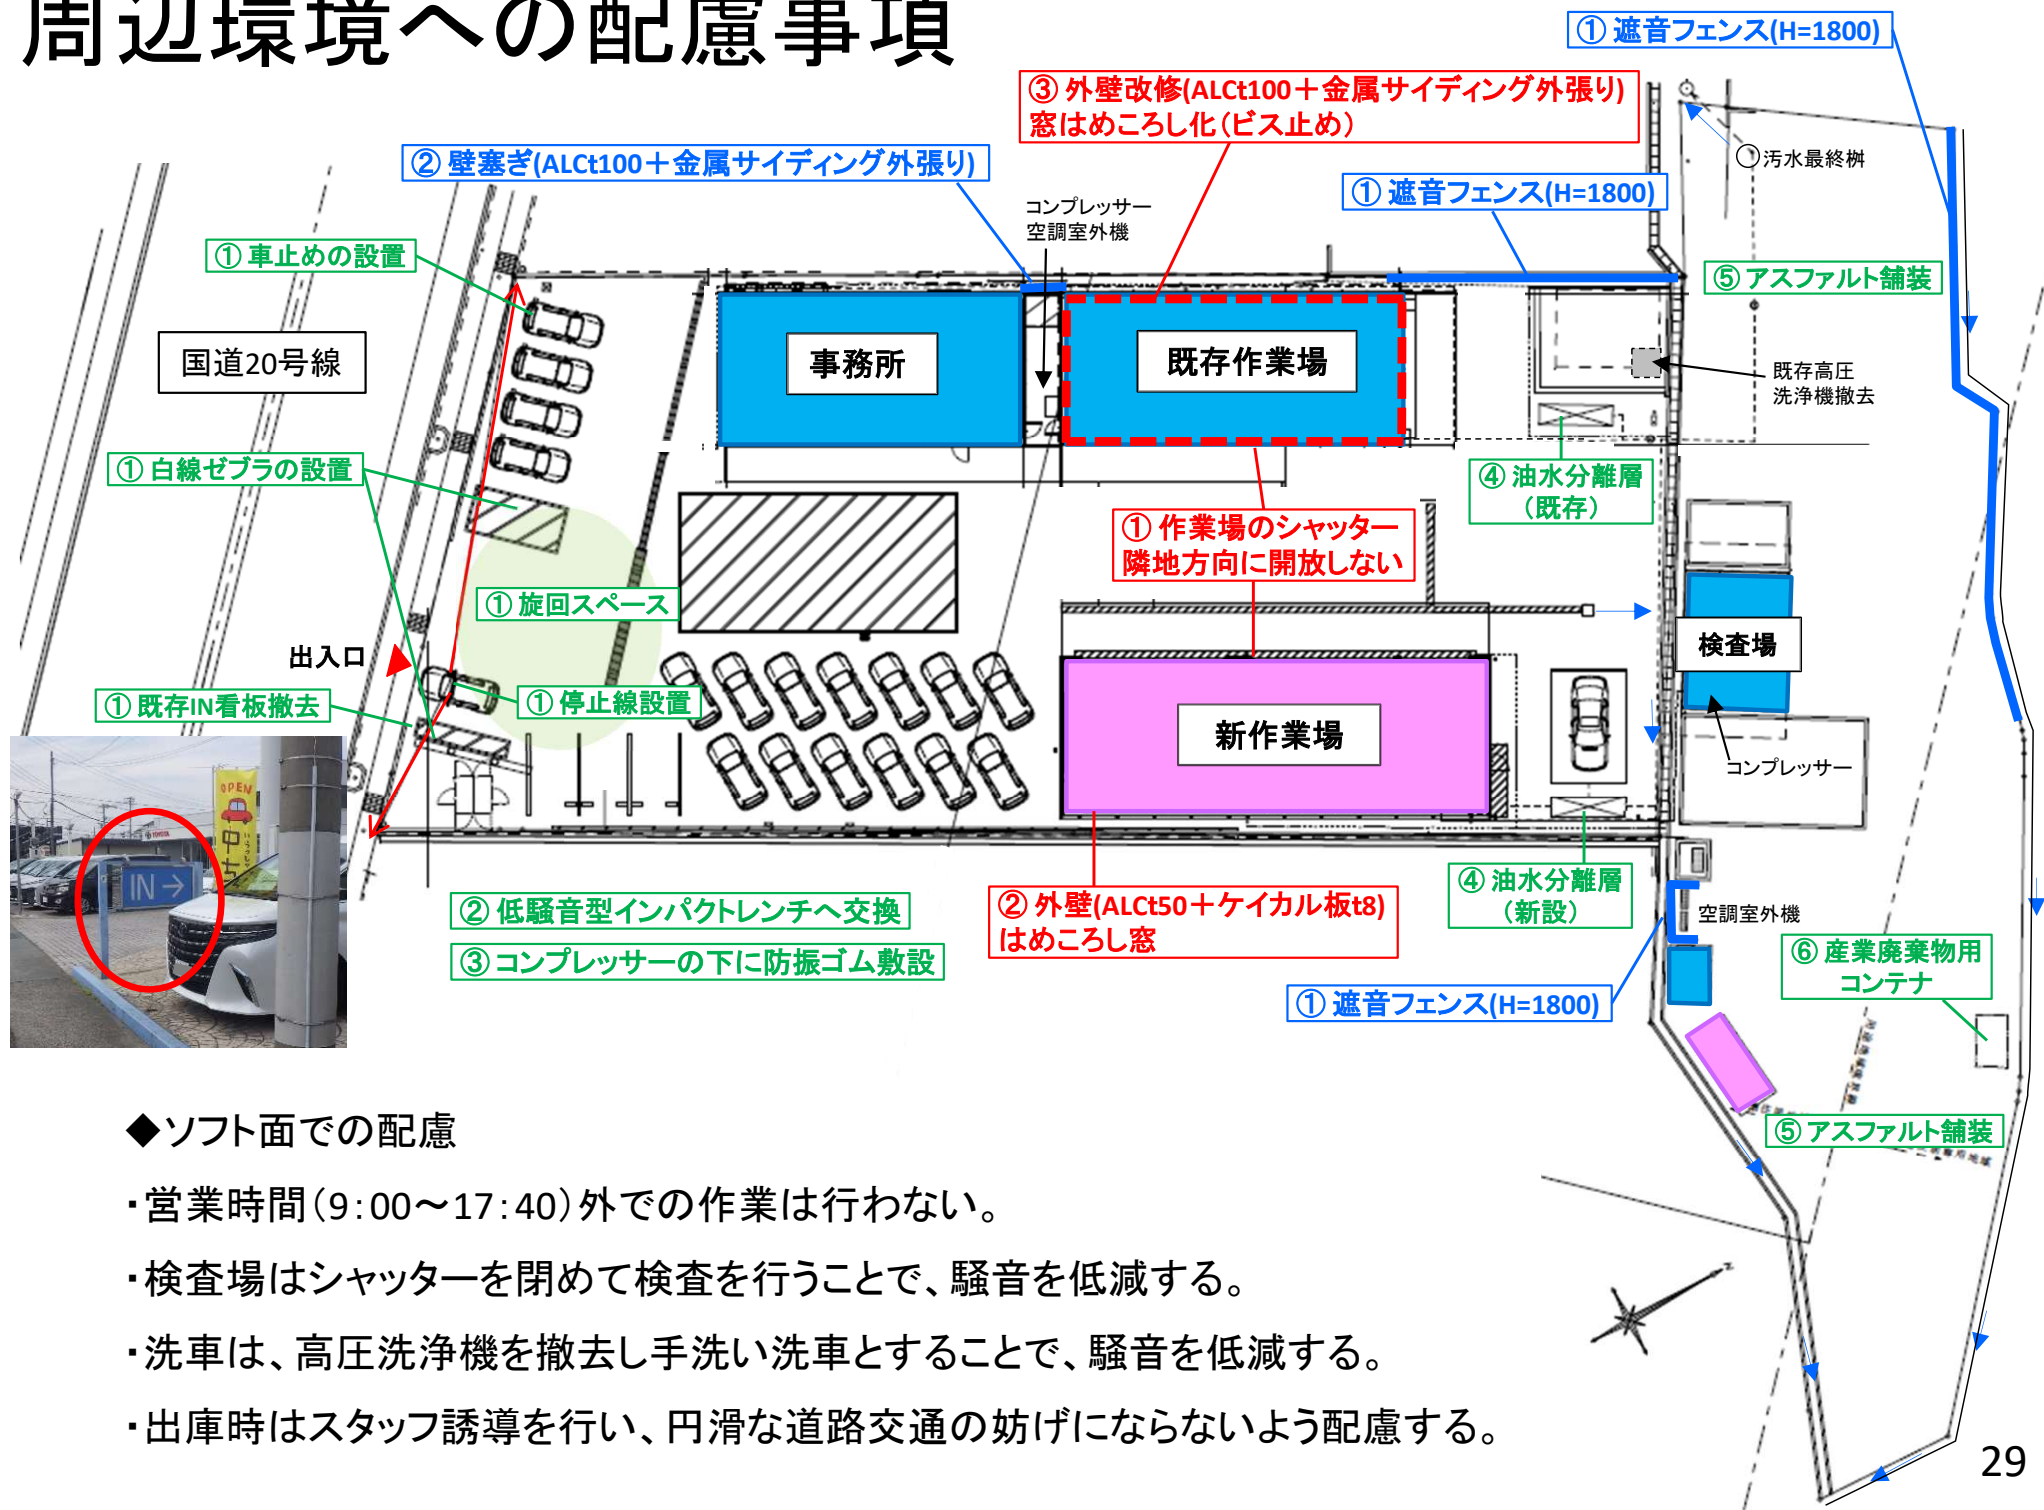 周辺環境への配慮事項
① 遮音フェンス(H=1800)
③ 外壁改修(ALCt100＋金属サイディング外張り)
窓はめころし化（ビス止め）
② 壁塞ぎ(ALCt100＋金属サイディング外張り)
汚水最終桝
① 遮音フェンス(H=1800)
コンプレッサー
空調室外機
① 車止めの設置
⑤ アスファルト舗装
国道20号線
事務所
既存作業場
既存高圧
洗浄機撤去
① 白線ゼブラの設置
④ 油水分離層
（既存）
① 作業場のシャッター
隣地方向に開放しない
① 旋回スペース
出入口
検査場
① 既存IN看板撤去
① 停止線設置
新作業場
コンプレッサー
OPEN
TOYOTA
IN →
② 低騒音型インパクトレンチへ交換
③ コンプレッサーの下に防振ゴム敷設
② 外壁(ALCt50＋ケイカル板t8)
はめころし窓
④ 油水分離層
（新設）
空調室外機
⑥ 産業廃棄物用
コンテナ
① 遮音フェンス(H=1800)
⑤ アスファルト舗装
◆ソフト面での配慮
・営業時間（9：00～17：40）外での作業は行わない。
・検査場はシャッターを閉めて検査を行うことで、騒音を低減する。
・洗車は、高圧洗浄機を撤去し手洗い洗車とすることで、騒音を低減する。
・出庫時はスタッフ誘導を行い、円滑な道路交通の妨げにならないよう配慮する。
29